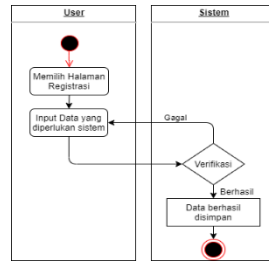 User
Sistem
Memilih Halaman
Registrasi
Input Data yang
diperlukan sistem
Gagal
Verifikasi
Berhasil
Data berhasil
disimpan